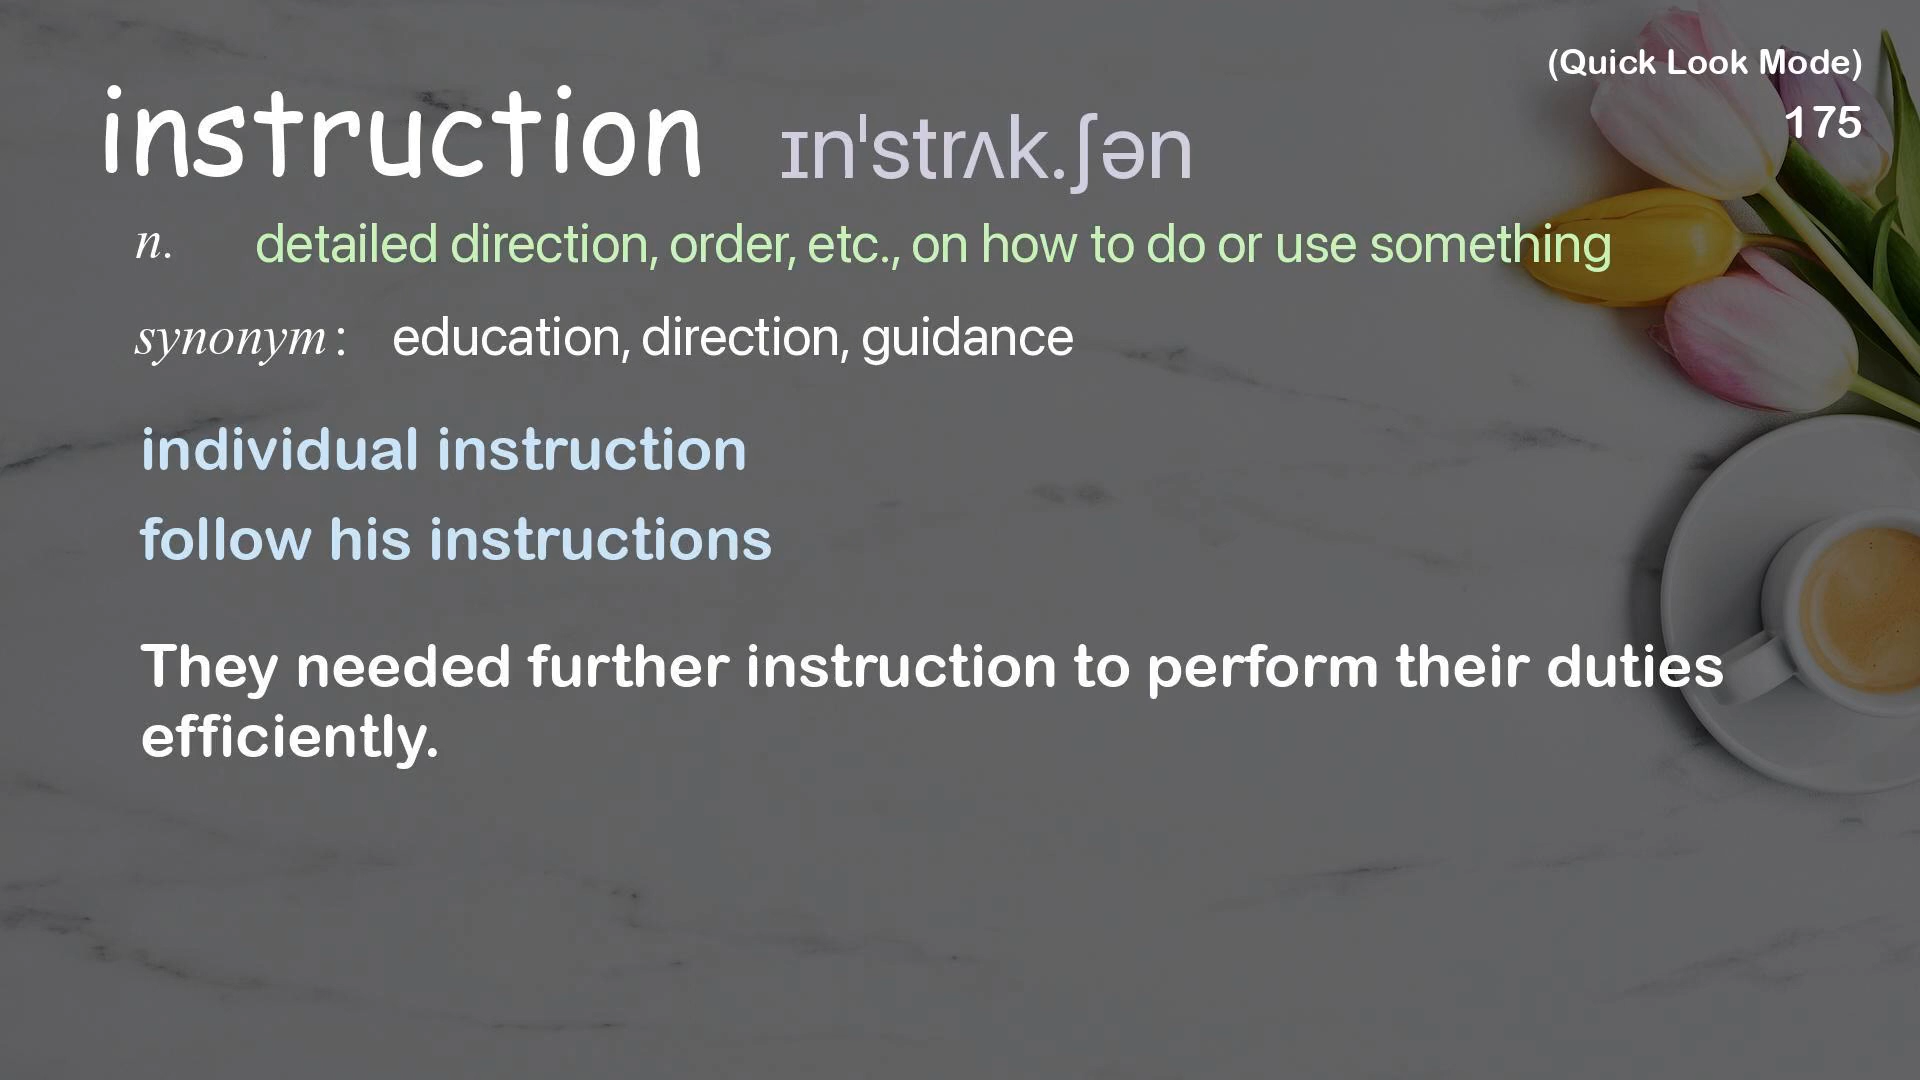 (Quick Look Mode)
175
instruction ɪnˈstrʌk.ʃən
n. detailed direction, order, etc., on how to do or use something
synonym: education, direction, guidance
individual instruction
follow his instructions
They needed further instruction to perform their duties
efficiently.